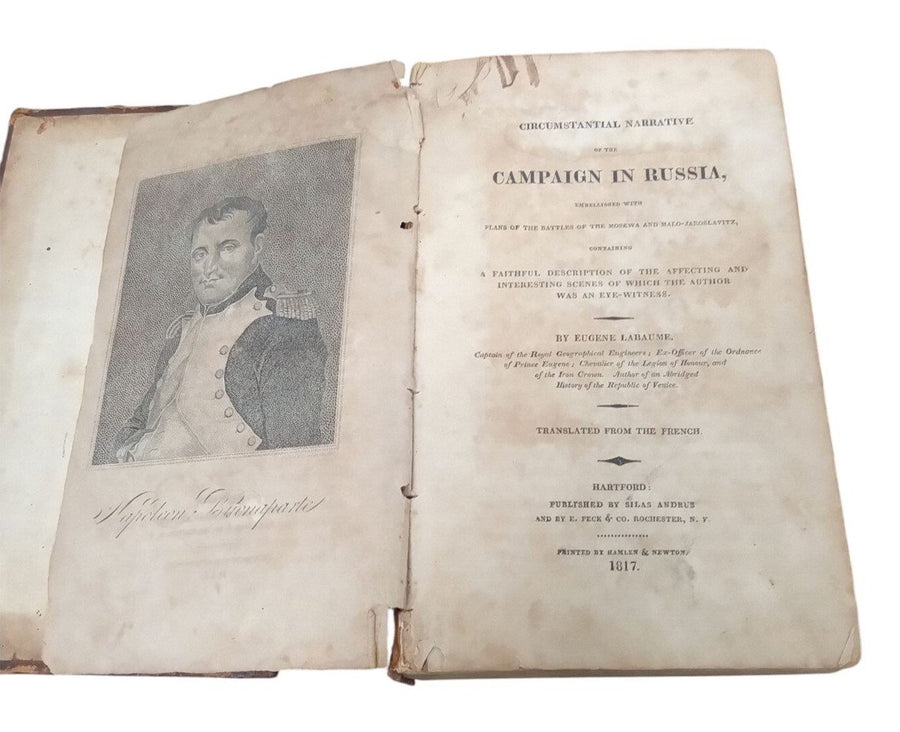 Napoleon Buonaparte
CIRCUMSTANTIAL NARRATIVE
OF THE
CAMPAIGN IN RUSSIA,
EMBELLISHED WITH
PLANS OF THE BATTLES OF THE MOSKWA AND MALO-JAROSLAVITZ,
CONTAINING
A FAITHFUL DESCRIPTION OF THE AFFECTING AND
INTERESTING SCENES OF WHICH THE AUTHOR
WAS AN EYE-WITNESS.
BY EUGENE LABAUME,
Captain of the Royal Geographical Engineers; Ex-Officer of the Ordnance
of Prince Eugene; Chevalier of the Legion of Honour, and
of the Iron Crown. Author of an Abridged
History of the Republic of Venice.
TRANSLATED FROM THE FRENCH.
HARTFORD:
PUBLISHED BY SILAS ANDRUS
AND BY E. PECK & CO. ROCHESTER, N. Y.
PRINTED BY HAMLEN & NEWTON.
1817.